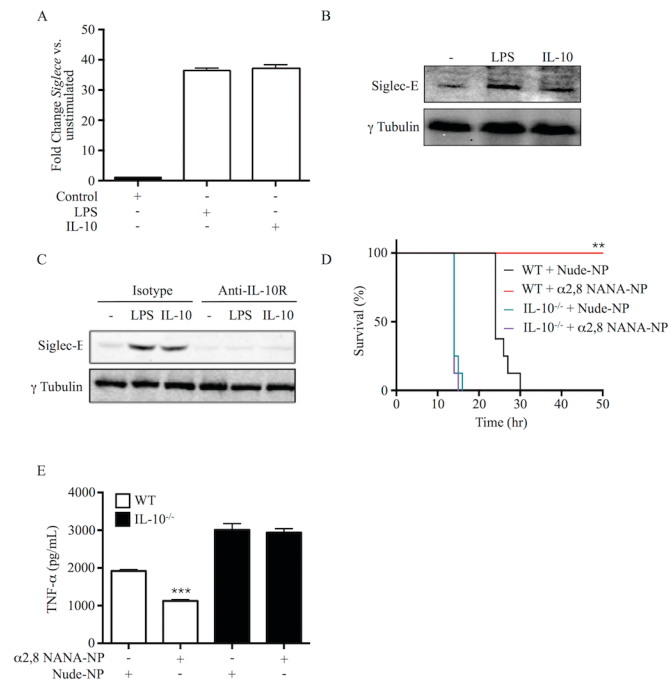 A
Fold Change Siglece vs.
unstimulated
50
40
30
20
10
0
Control + - -
LPS - + -
IL-10 - - +
B
- LPS IL-10
Siglec-E
γ Tubulin
C
Isotype Anti-IL-10R
- LPS IL-10 - LPS IL-10
Siglec-E
γ Tubulin
D
Survival (%)
100
50
0
**
WT + Nude-NP
WT + α2,8 NANA-NP
IL-10-/- + Nude-NP
IL-10-/- + α2,8 NANA-NP
0 10 20 30 40 50
Time (hr)
E
TNF-α (pg/mL)
4000
3000
2000
1000
0
WT
IL-10-/-
***
α2,8 NANA-NP - + - +
Nude-NP + - + -